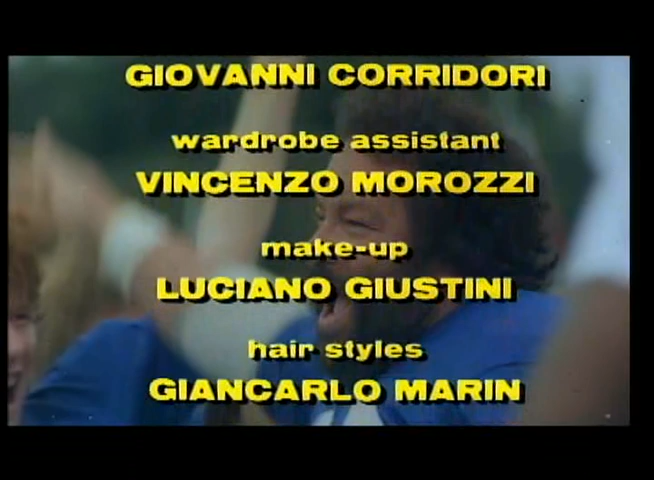 GIOVANNI CORRIDORI
wardrobe assistant
VINCENZO MOROZZI
make-up
LUCIANO GIUSTINI
hair styles
GIANCARLO MARIN